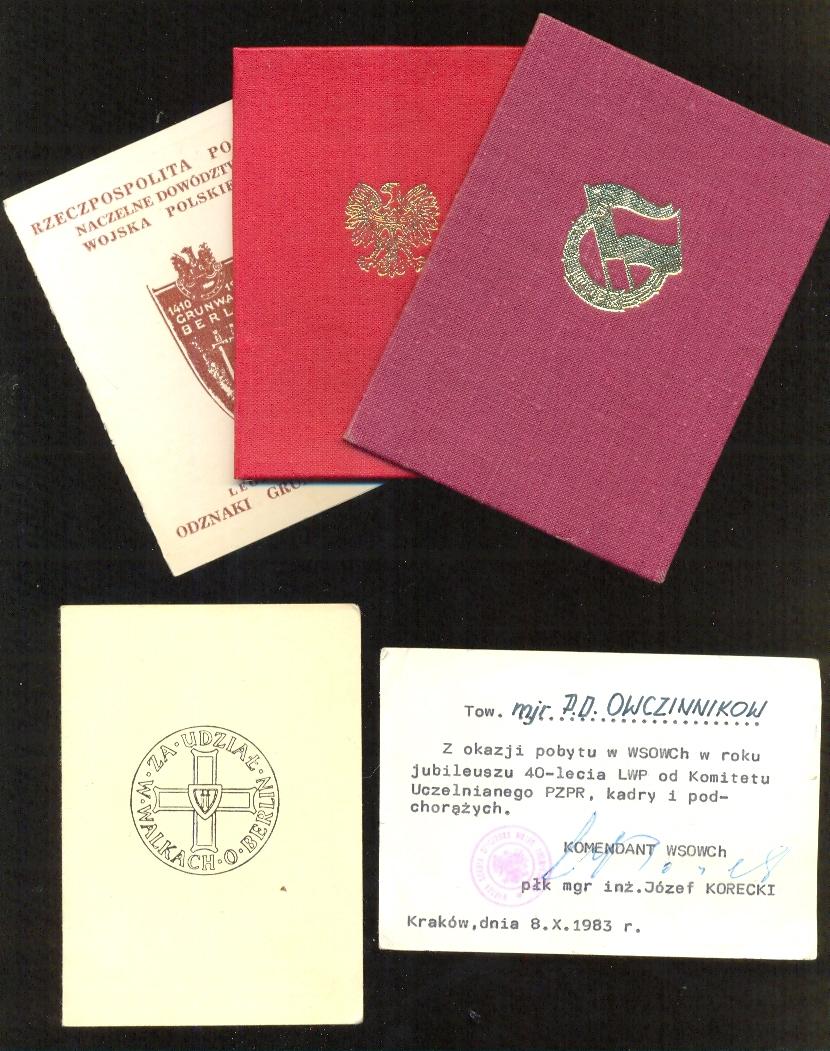 RZECZPOSPOLITA PO
NACZELNE DOWÓDZTW
WOJSKA POLSKIE
1410 19
GRUNWA
BERL
LE
ODZNAKI GRU
W · ZA · UDZIAŁ · W · WALKACH · O · BERLIN
Tow. mjr. P.D. OWCZINNIKOW
Z okazji pobytu w WSOWCh w roku
jubileuszu 40-lecia LWP od Komitetu
Uczelnianego PZPR, kadry i pod-
chorążych.
KOMENDANT WSOWCh
płk mgr inż.Józef KORECKI
Kraków,dnia 8.X.1983 r.